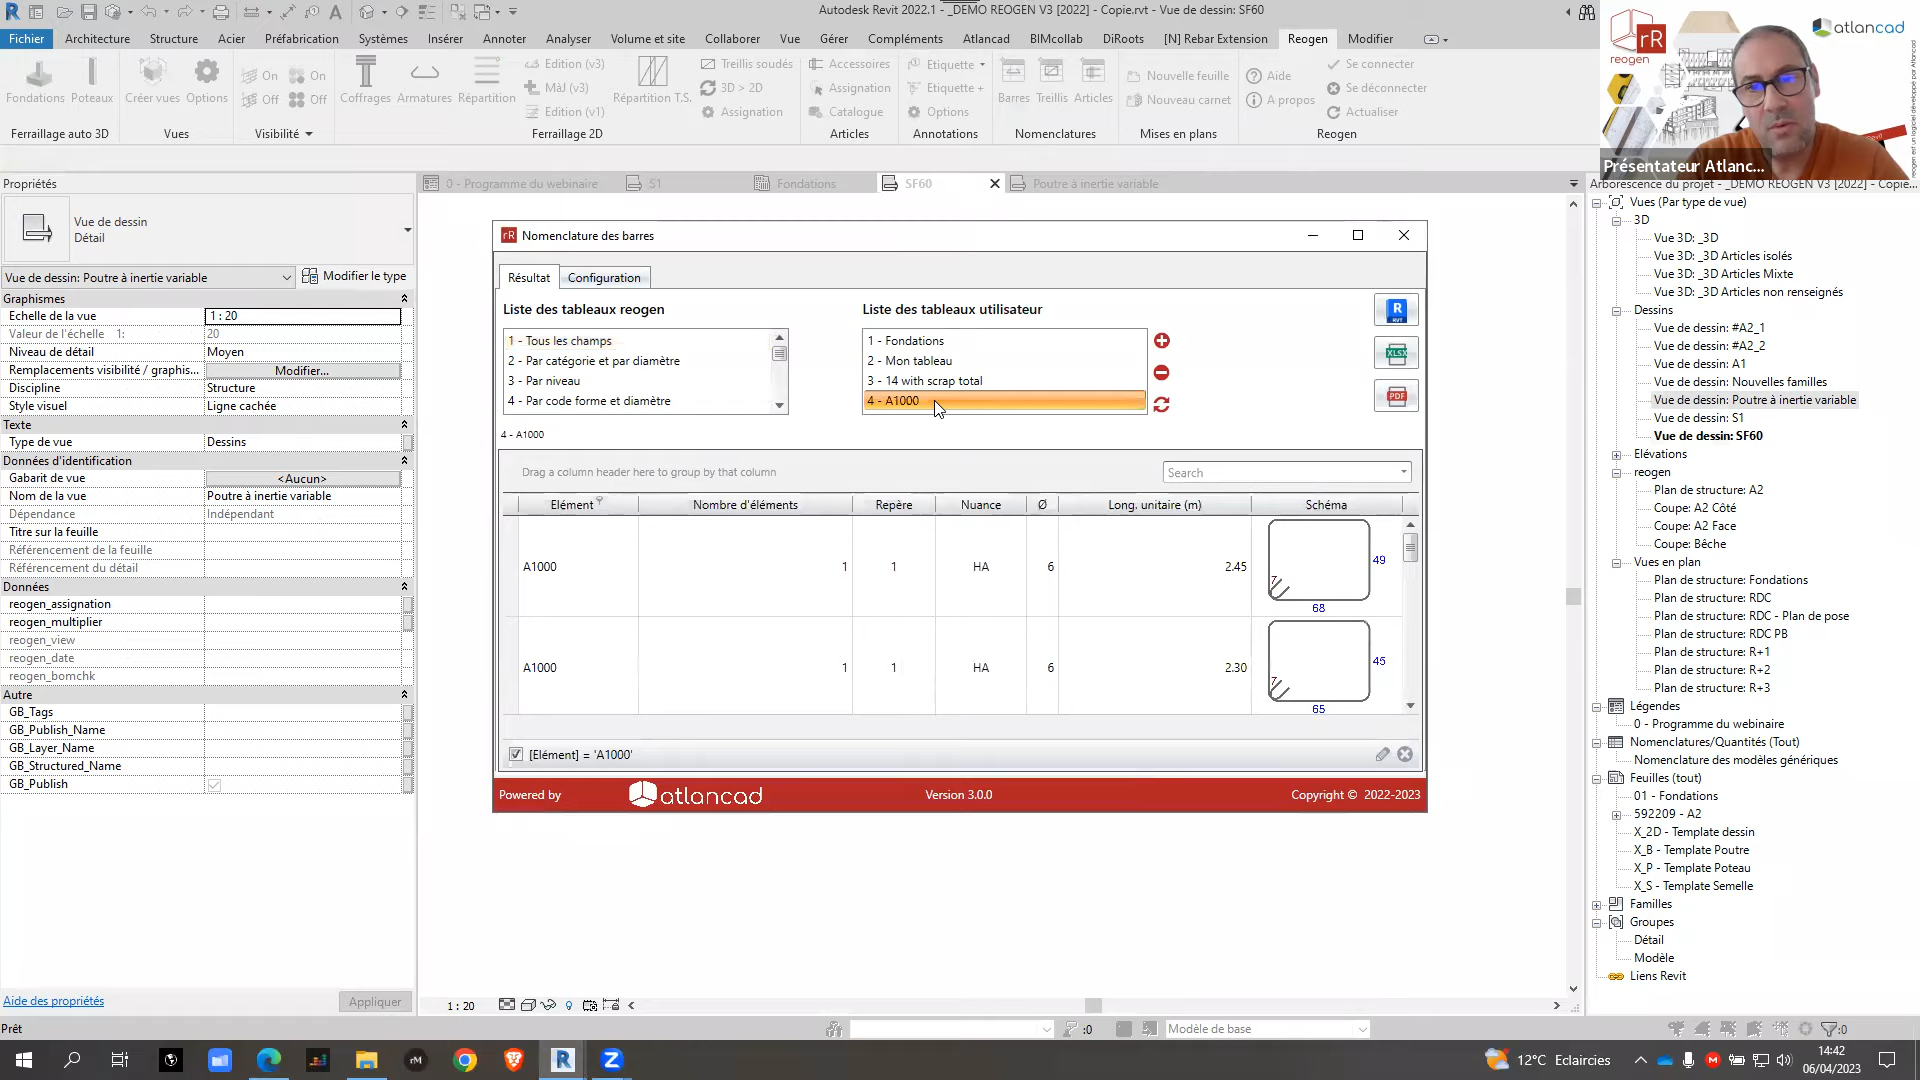 Autodesk Revit 2022.1 - _DEMO REOGEN V3 [2022] - Copie.rvt - Vue de dessin: SF60
Fichier Architecture Structure Acier Préfabrication Systèmes Insérer Annoter Analyser Volume et site Collaborer Vue Gérer Compléments Atlancad BIMcollab DiRoots [N] Rebar Extension Reogen Modifier
Fondations Poteaux Créer vues Options
On On
Off Off
Coffrages Armatures Répartition
Edition (v3)
MàJ (v3)
Edition (v1)
Répartition T.S.
Treillis soudés
3D > 2D
Assignation
Accessoires
Assignation
Catalogue
Etiquette
Etiquette +
Options
Barres Treillis Articles
Nouvelle feuille
Nouveau carnet
Aide
A propos
Se connecter
Se déconnecter
Actualiser
Ferraillage auto 3D Vues Visibilité Ferraillage 2D Articles Annotations Nomenclatures Mises en plans Reogen
rR
reogen
atlancad
Présentateur Atlanc...
Propriétés
Vue de dessin
Détail
Vue de dessin: Poutre à inertie variable Modifier le type
Graphismes
Echelle de la vue 1 : 20
Valeur de l'échelle 1: 20
Niveau de détail Moyen
Remplacements visibilité / graphis... Modifier...
Discipline Structure
Style visuel Ligne cachée
Texte
Type de vue Dessins
Données d'identification
Gabarit de vue <Aucun>
Nom de la vue Poutre à inertie variable
Dépendance Indépendant
Titre sur la feuille
Référencement de la feuille
Référencement du détail
Données
reogen_assignation
reogen_multiplier
reogen_view
reogen_date
reogen_bomchk
Autre
GB_Tags
GB_Publish_Name
GB_Layer_Name
GB_Structured_Name
GB_Publish
Aide des propriétés Appliquer
0 - Programme du webinaire S1 Fondations SF60 Poutre à inertie variable
rR Nomenclature des barres
Résultat Configuration
Liste des tableaux reogen
1 - Tous les champs
2 - Par catégorie et par diamètre
3 - Par niveau
4 - Par code forme et diamètre
Liste des tableaux utilisateur
1 - Fondations
2 - Mon tableau
3 - 14 with scrap total
4 - A1000
R
RVT
XLSX
PDF
4 - A1000
Drag a column header here to group by that column Search
Elément Nombre d'éléments Repère Nuance Ø Long. unitaire (m) Schéma
A1000 1 1 HA 6 2.45 7 49 68
A1000 1 1 HA 6 2.30 7 45 65
[Elément] = 'A1000'
Powered by atlancad Version 3.0.0 Copyright © 2022-2023
Arborescence du projet - _DEMO REOGEN V3 [2022] - Copie...
Vues (Par type de vue)
3D
Vue 3D: _3D
Vue 3D: _3D Articles isolés
Vue 3D: _3D Articles Mixte
Vue 3D: _3D Articles non renseignés
Dessins
Vue de dessin: #A2_1
Vue de dessin: #A2_2
Vue de dessin: A1
Vue de dessin: Nouvelles familles
Vue de dessin: Poutre à inertie variable
Vue de dessin: S1
Vue de dessin: SF60
Elévations
reogen
Plan de structure: A2
Coupe: A2 Côté
Coupe: A2 Face
Coupe: Bêche
Vues en plan
Plan de structure: Fondations
Plan de structure: RDC
Plan de structure: RDC - Plan de pose
Plan de structure: RDC PB
Plan de structure: R+1
Plan de structure: R+2
Plan de structure: R+3
Légendes
0 - Programme du webinaire
Nomenclatures/Quantités (Tout)
Nomenclature des modèles génériques
Feuilles (tout)
01 - Fondations
592209 - A2
X_2D - Template dessin
X_B - Template Poutre
X_P - Template Poteau
X_S - Template Semelle
Familles
Groupes
Détail
Modèle
Liens Revit
1 : 20
Prêt :0 Modèle de base :0
rM R Z 12°C Eclaircies 14:42
06/04/2023